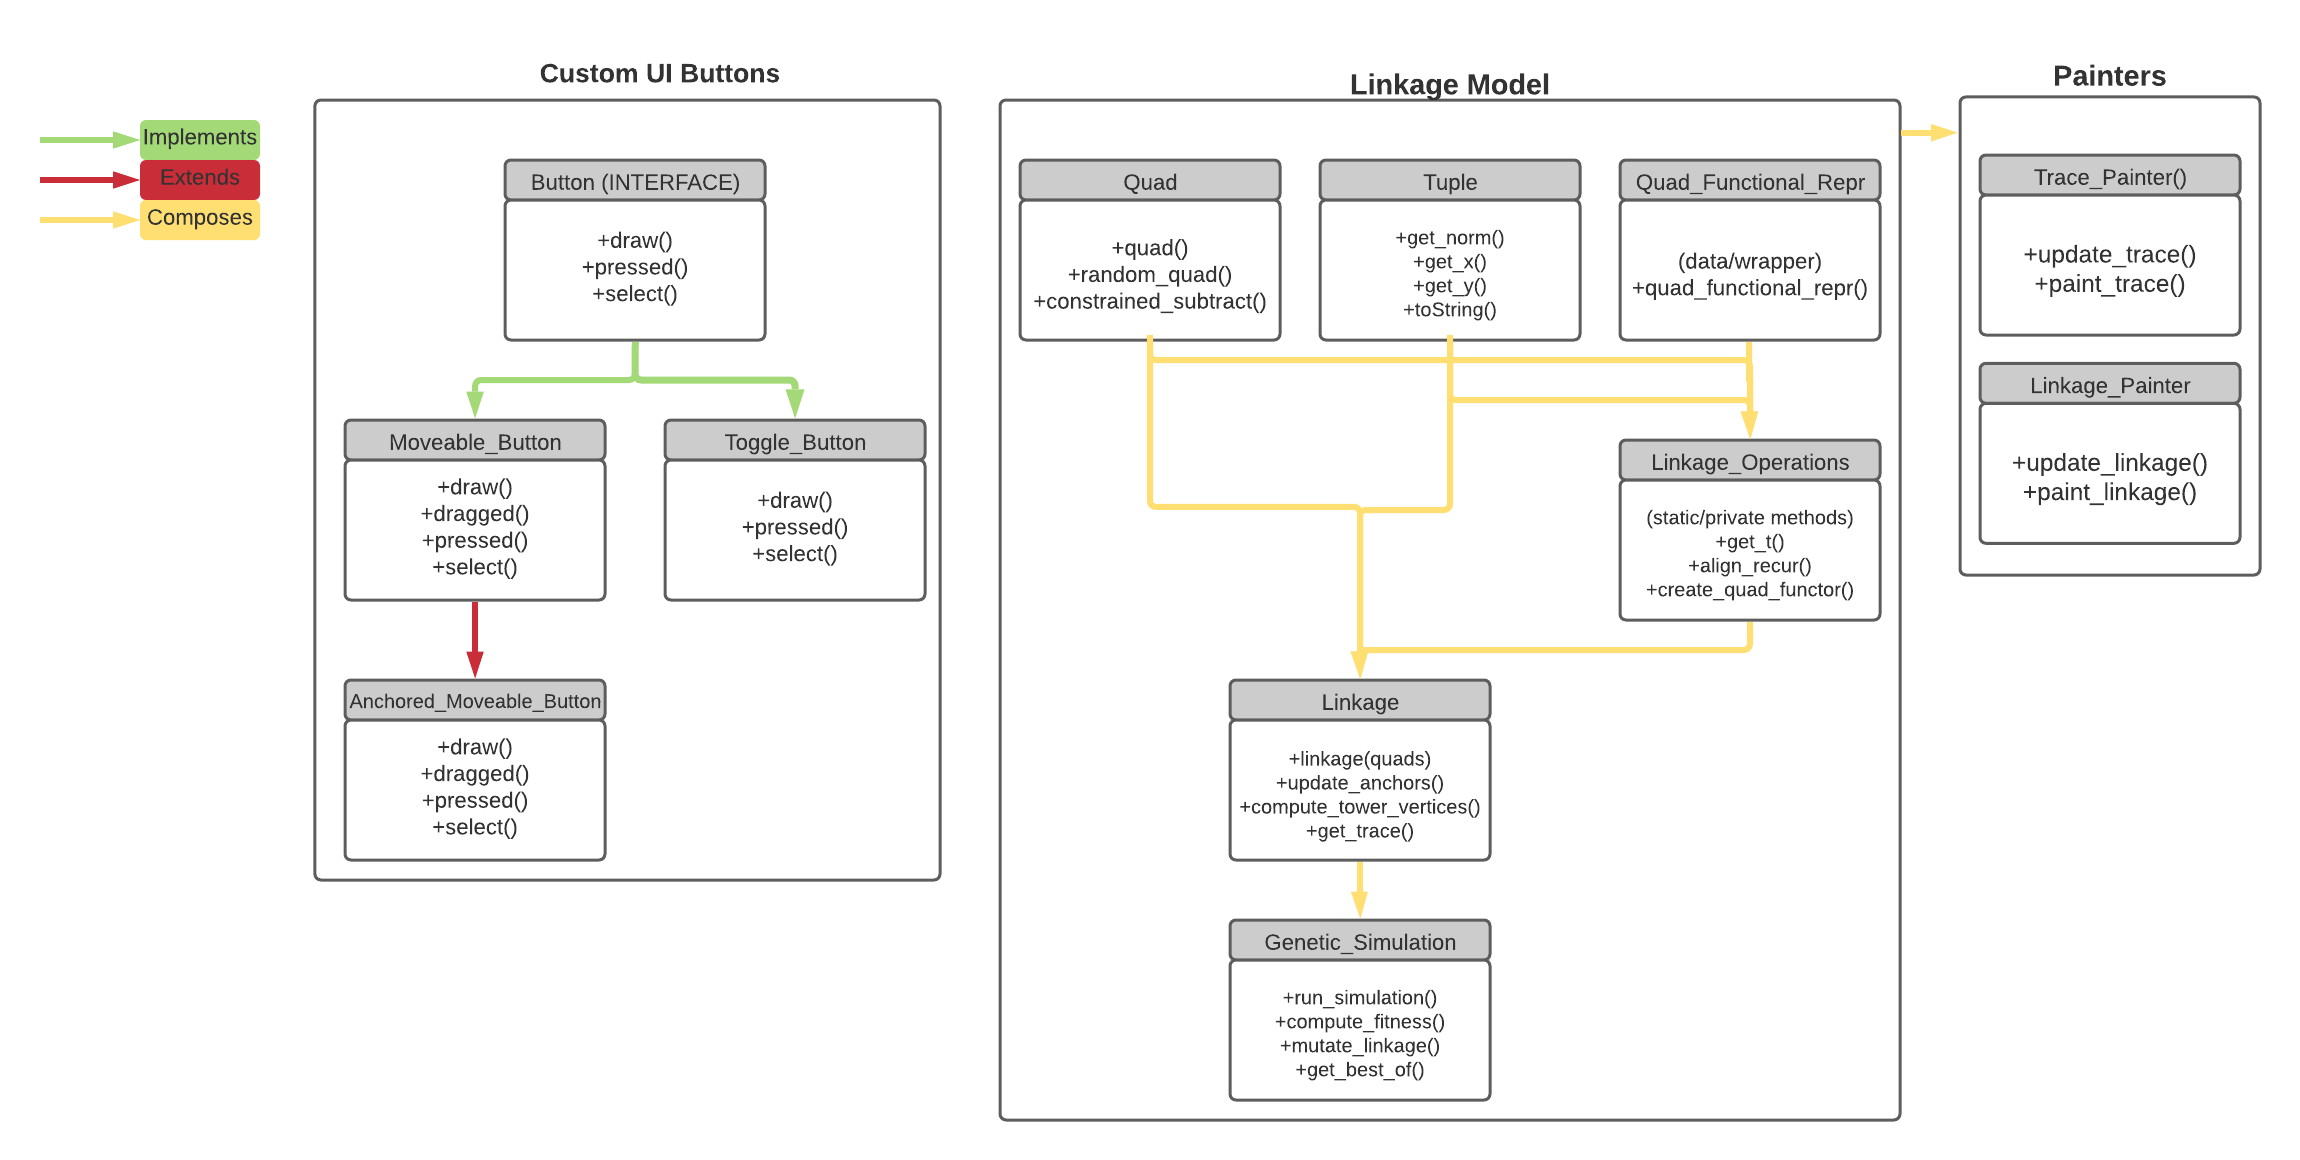 Implements
Extends
Composes
Custom UI Buttons
Button (INTERFACE)
+draw()
+pressed()
+select()
Moveable_Button
+draw()
+dragged()
+pressed()
+select()
Toggle_Button
+draw()
+pressed()
+select()
Anchored_Moveable_Button
+draw()
+dragged()
+pressed()
+select()
Linkage Model
Quad
+quad()
+random_quad()
+constrained_subtract()
Tuple
+get_norm()
+get_x()
+get_y()
+toString()
Quad_Functional_Repr
(data/wrapper)
+quad_functional_repr()
Linkage_Operations
(static/private methods)
+get_t()
+align_recur()
+create_quad_functor()
Linkage
+linkage(quads)
+update_anchors()
+compute_tower_vertices()
+get_trace()
Genetic_Simulation
+run_simulation()
+compute_fitness()
+mutate_linkage()
+get_best_of()
Painters
Trace_Painter()
+update_trace()
+paint_trace()
Linkage_Painter
+update_linkage()
+paint_linkage()